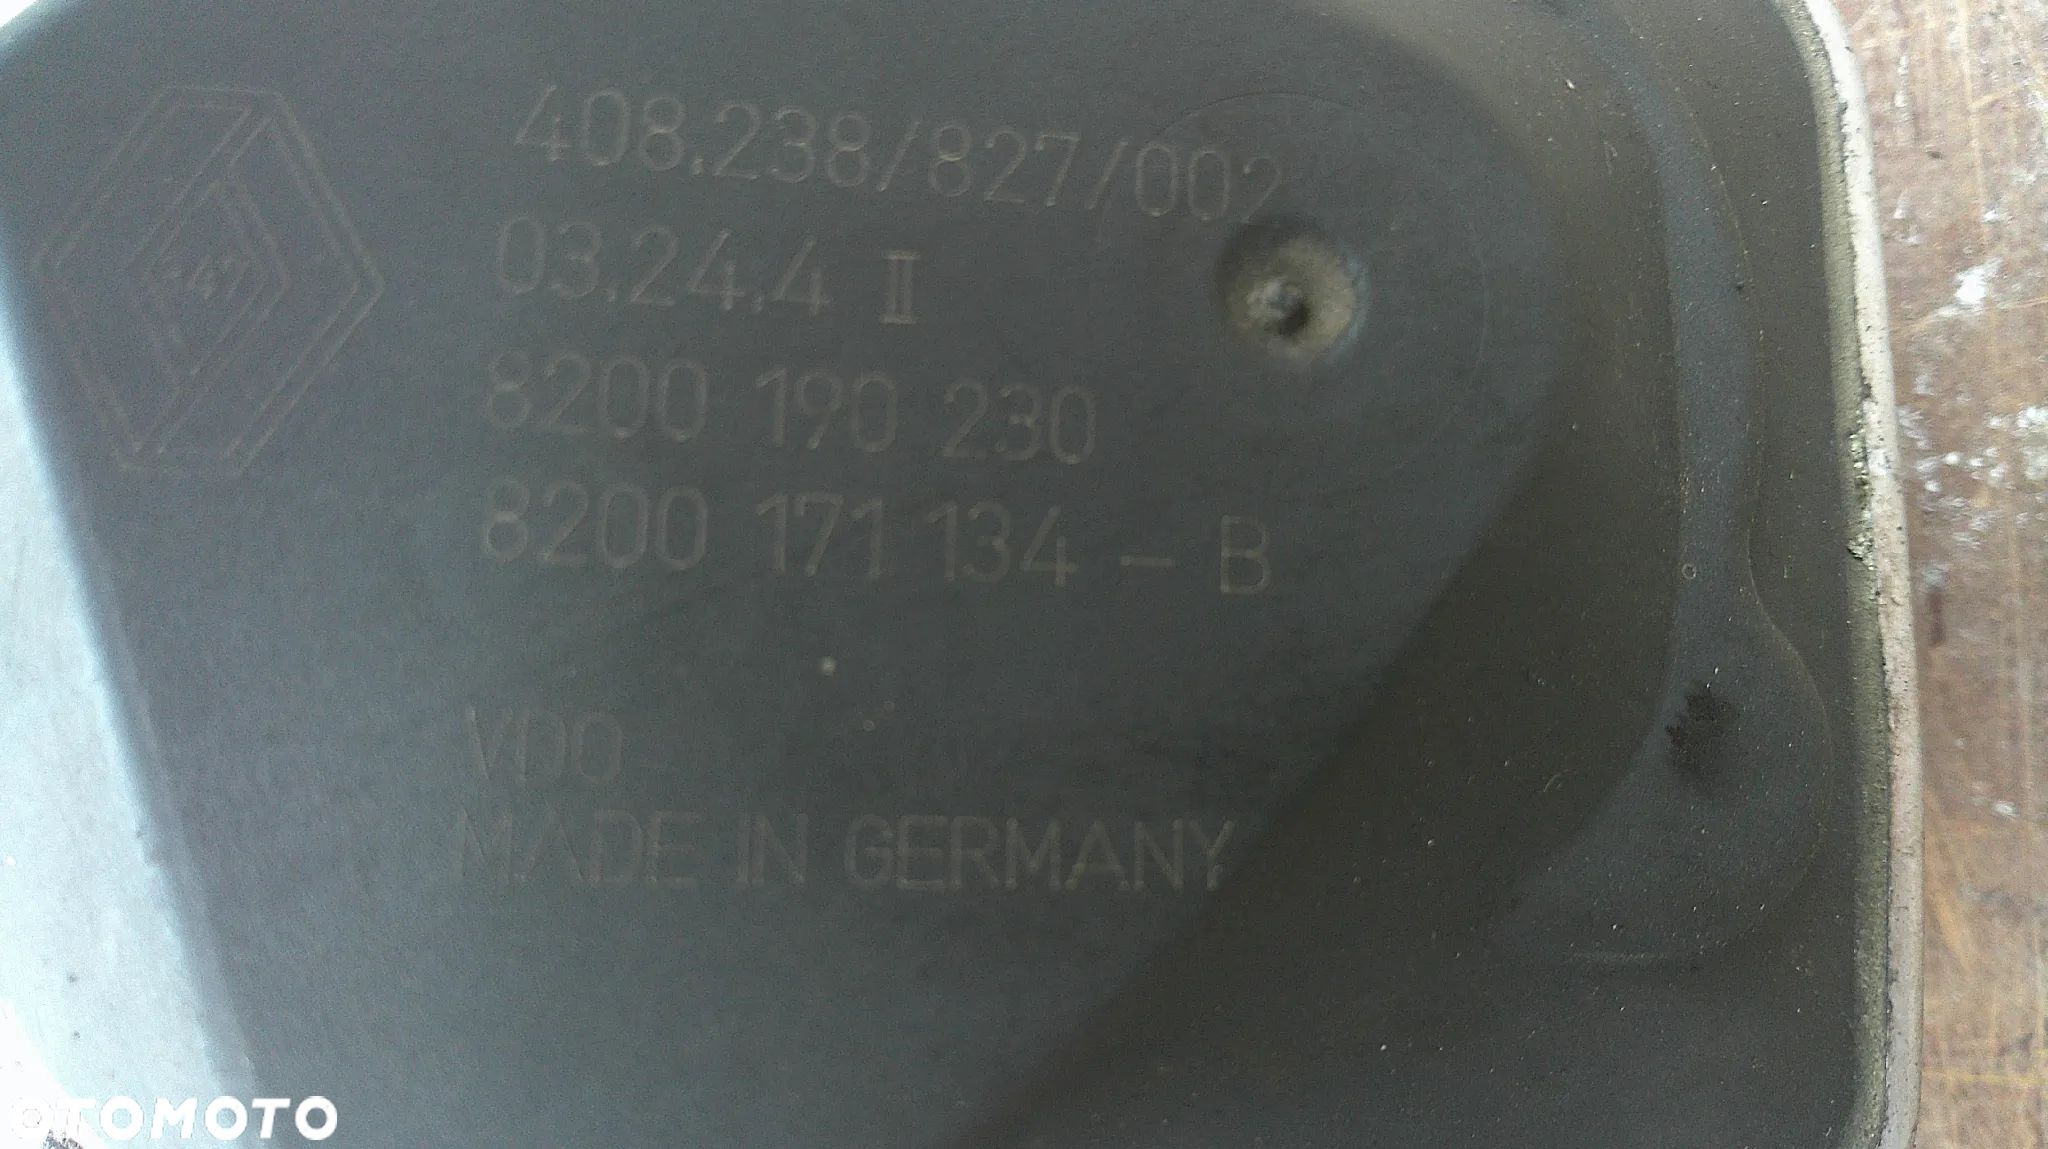 408.238/827/002
03.24.4 II
8200 190 230
8200 171 134 - B
VDO
MADE IN GERMANY
OTOMOTO